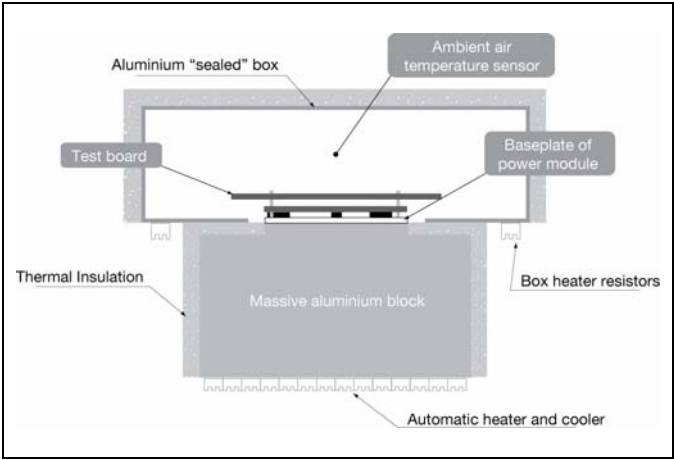 Ambient air
temperature sensor
Aluminium “sealed” box
Baseplate of
power module
Test board
Thermal Insulation
Box heater resistors
Massive aluminium block
Automatic heater and cooler